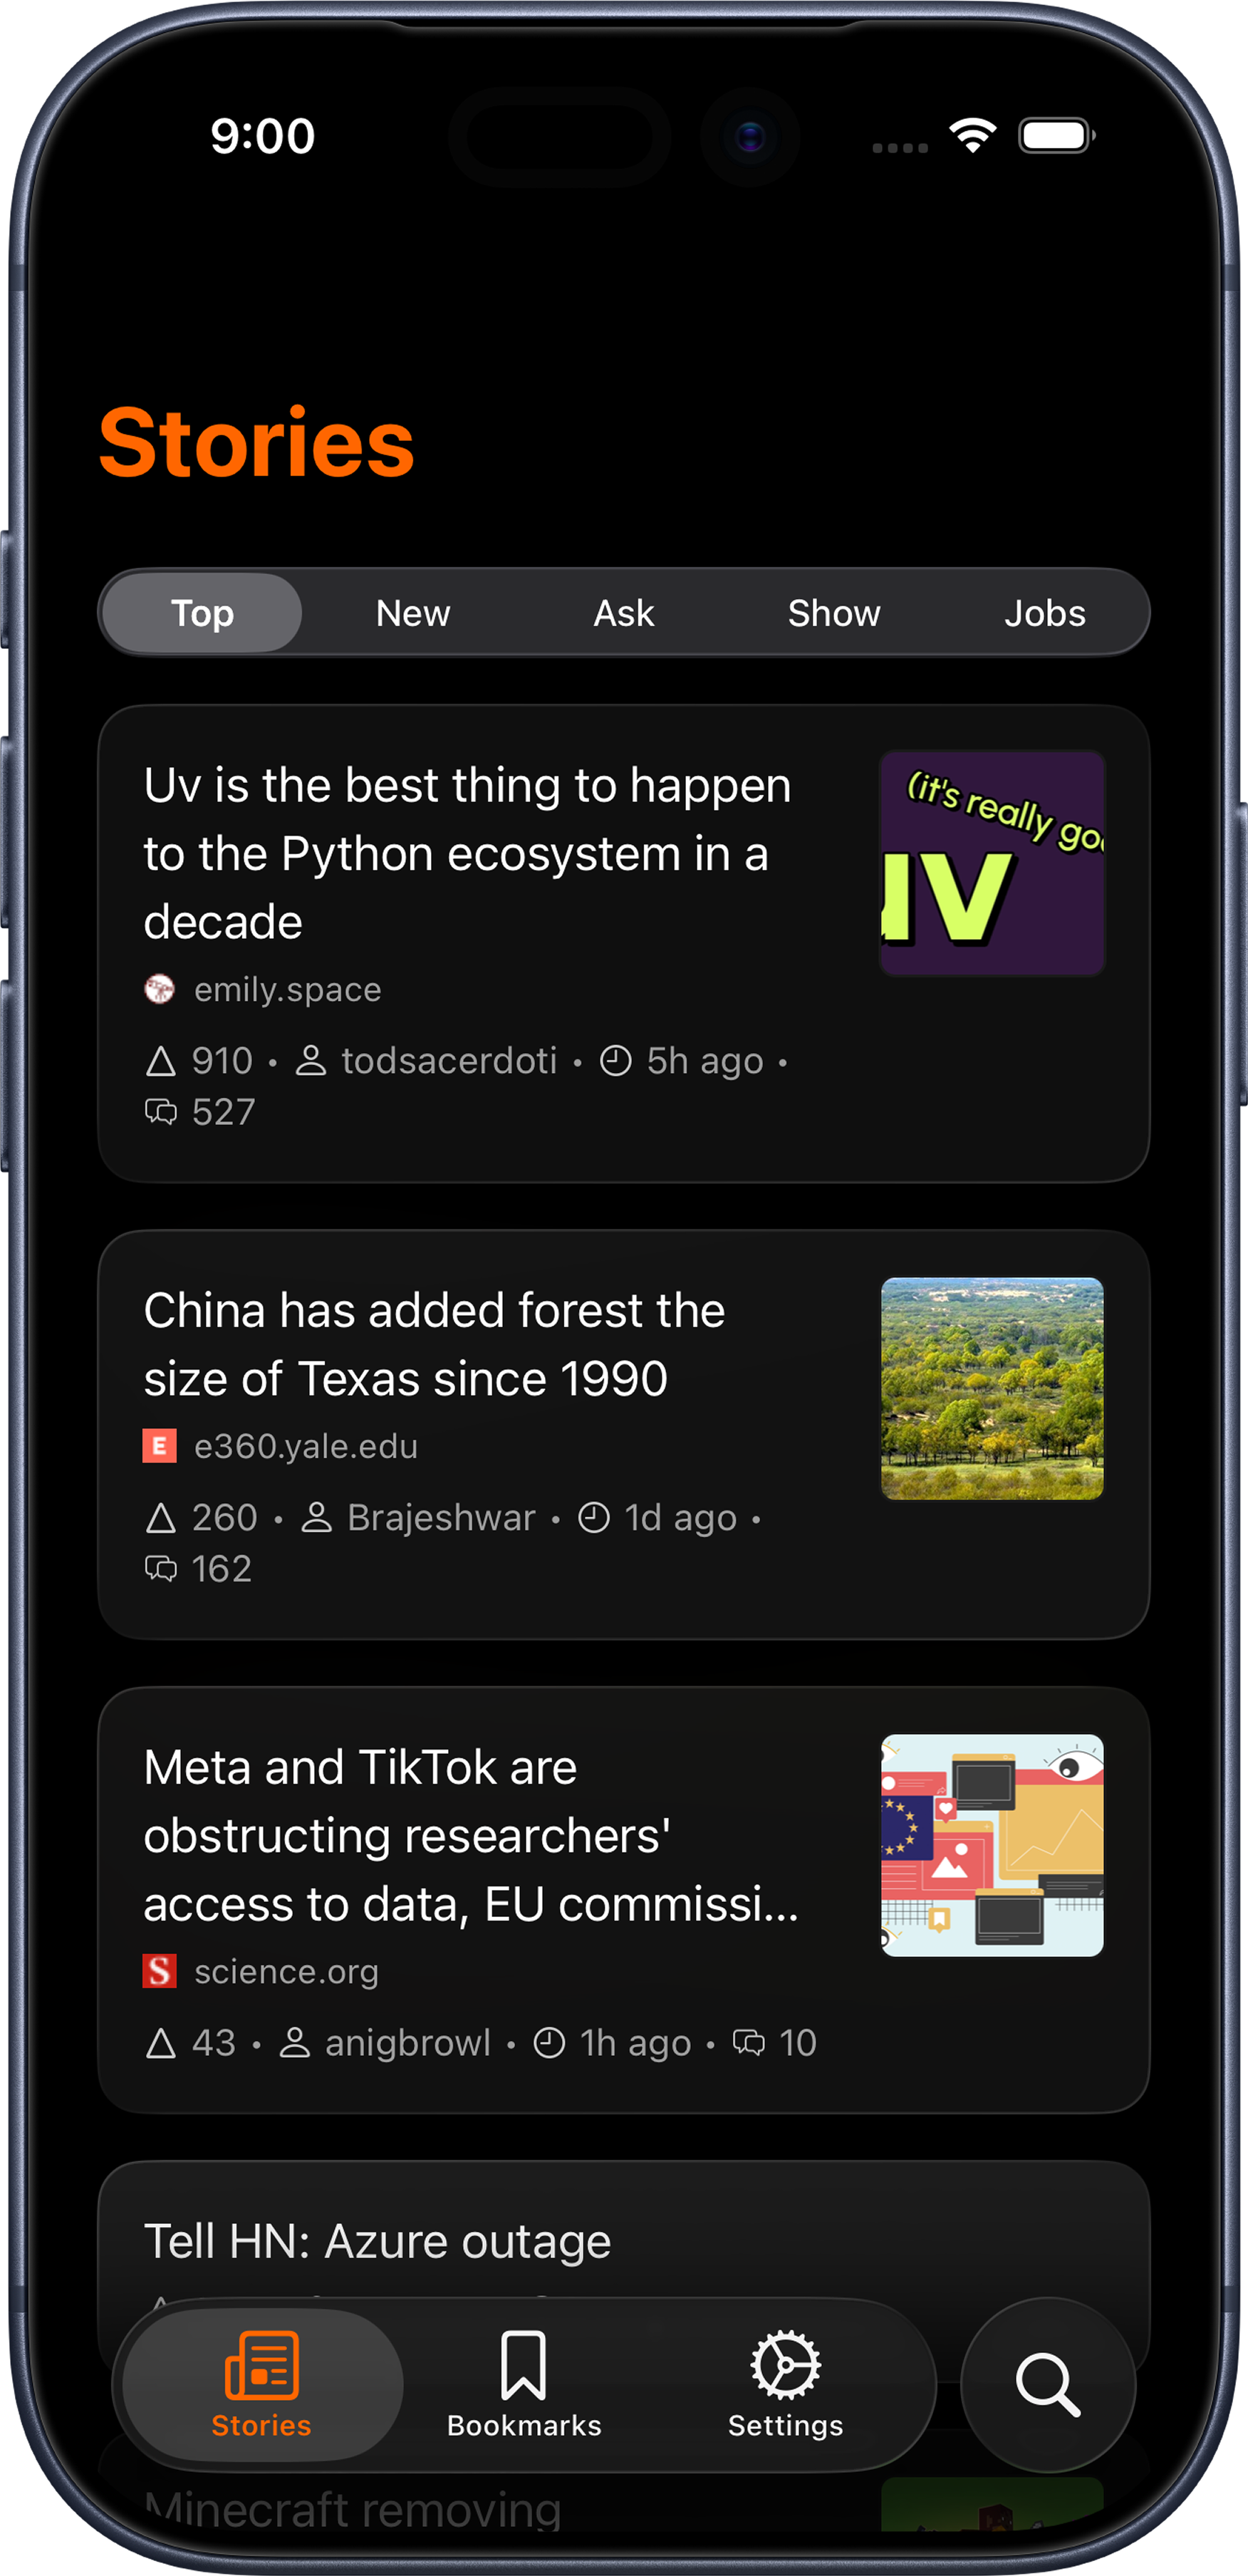 9:00
Stories
Top New Ask Show Jobs
Uv is the best thing to happen
to the Python ecosystem in a
decade
(it's really goo
uv
emily.space
910 • todsacerdoti • 5h ago •
527
China has added forest the
size of Texas since 1990
E e360.yale.edu
260 • Brajeshwar • 1d ago •
162
Meta and TikTok are
obstructing researchers'
access to data, EU commissi...
S science.org
43 • anigbrowl • 1h ago • 10
Tell HN: Azure outage
Stories Bookmarks Settings
Minecraft removing